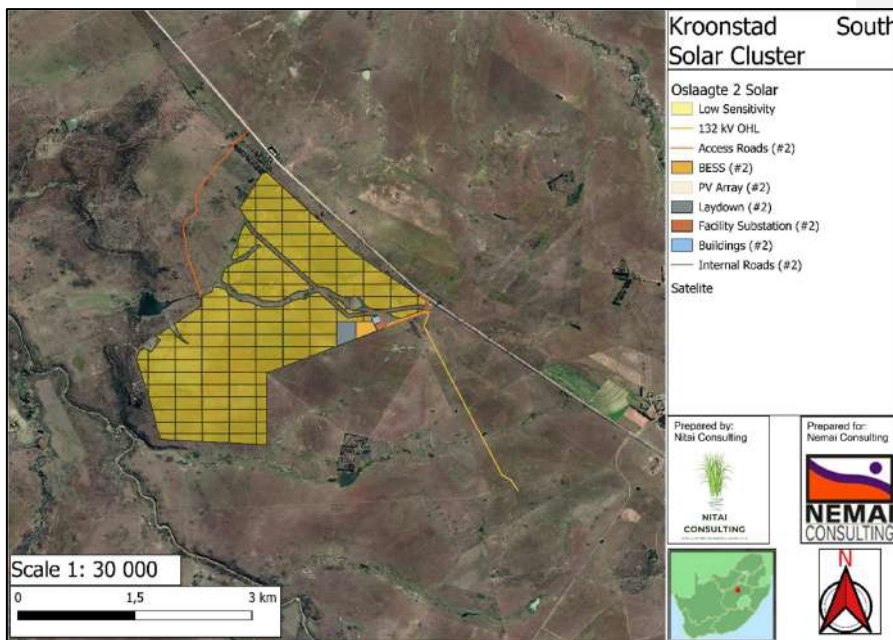 Kroonstad South
Solar Cluster
Oslaagte 2 Solar
Low Sensitivity
132 kV OHL
Access Roads (#2)
BESS (#2)
PV Array (#2)
Laydown (#2)
Facility Substation (#2)
Buildings (#2)
Internal Roads (#2)
Satelite
Prepared by:
Nitai Consulting
NITAI
CONSULTING
Prepared for:
Nemai Consulting
NEMAI
CONSULTING
N
Scale 1: 30 000
0 1,5 3 km